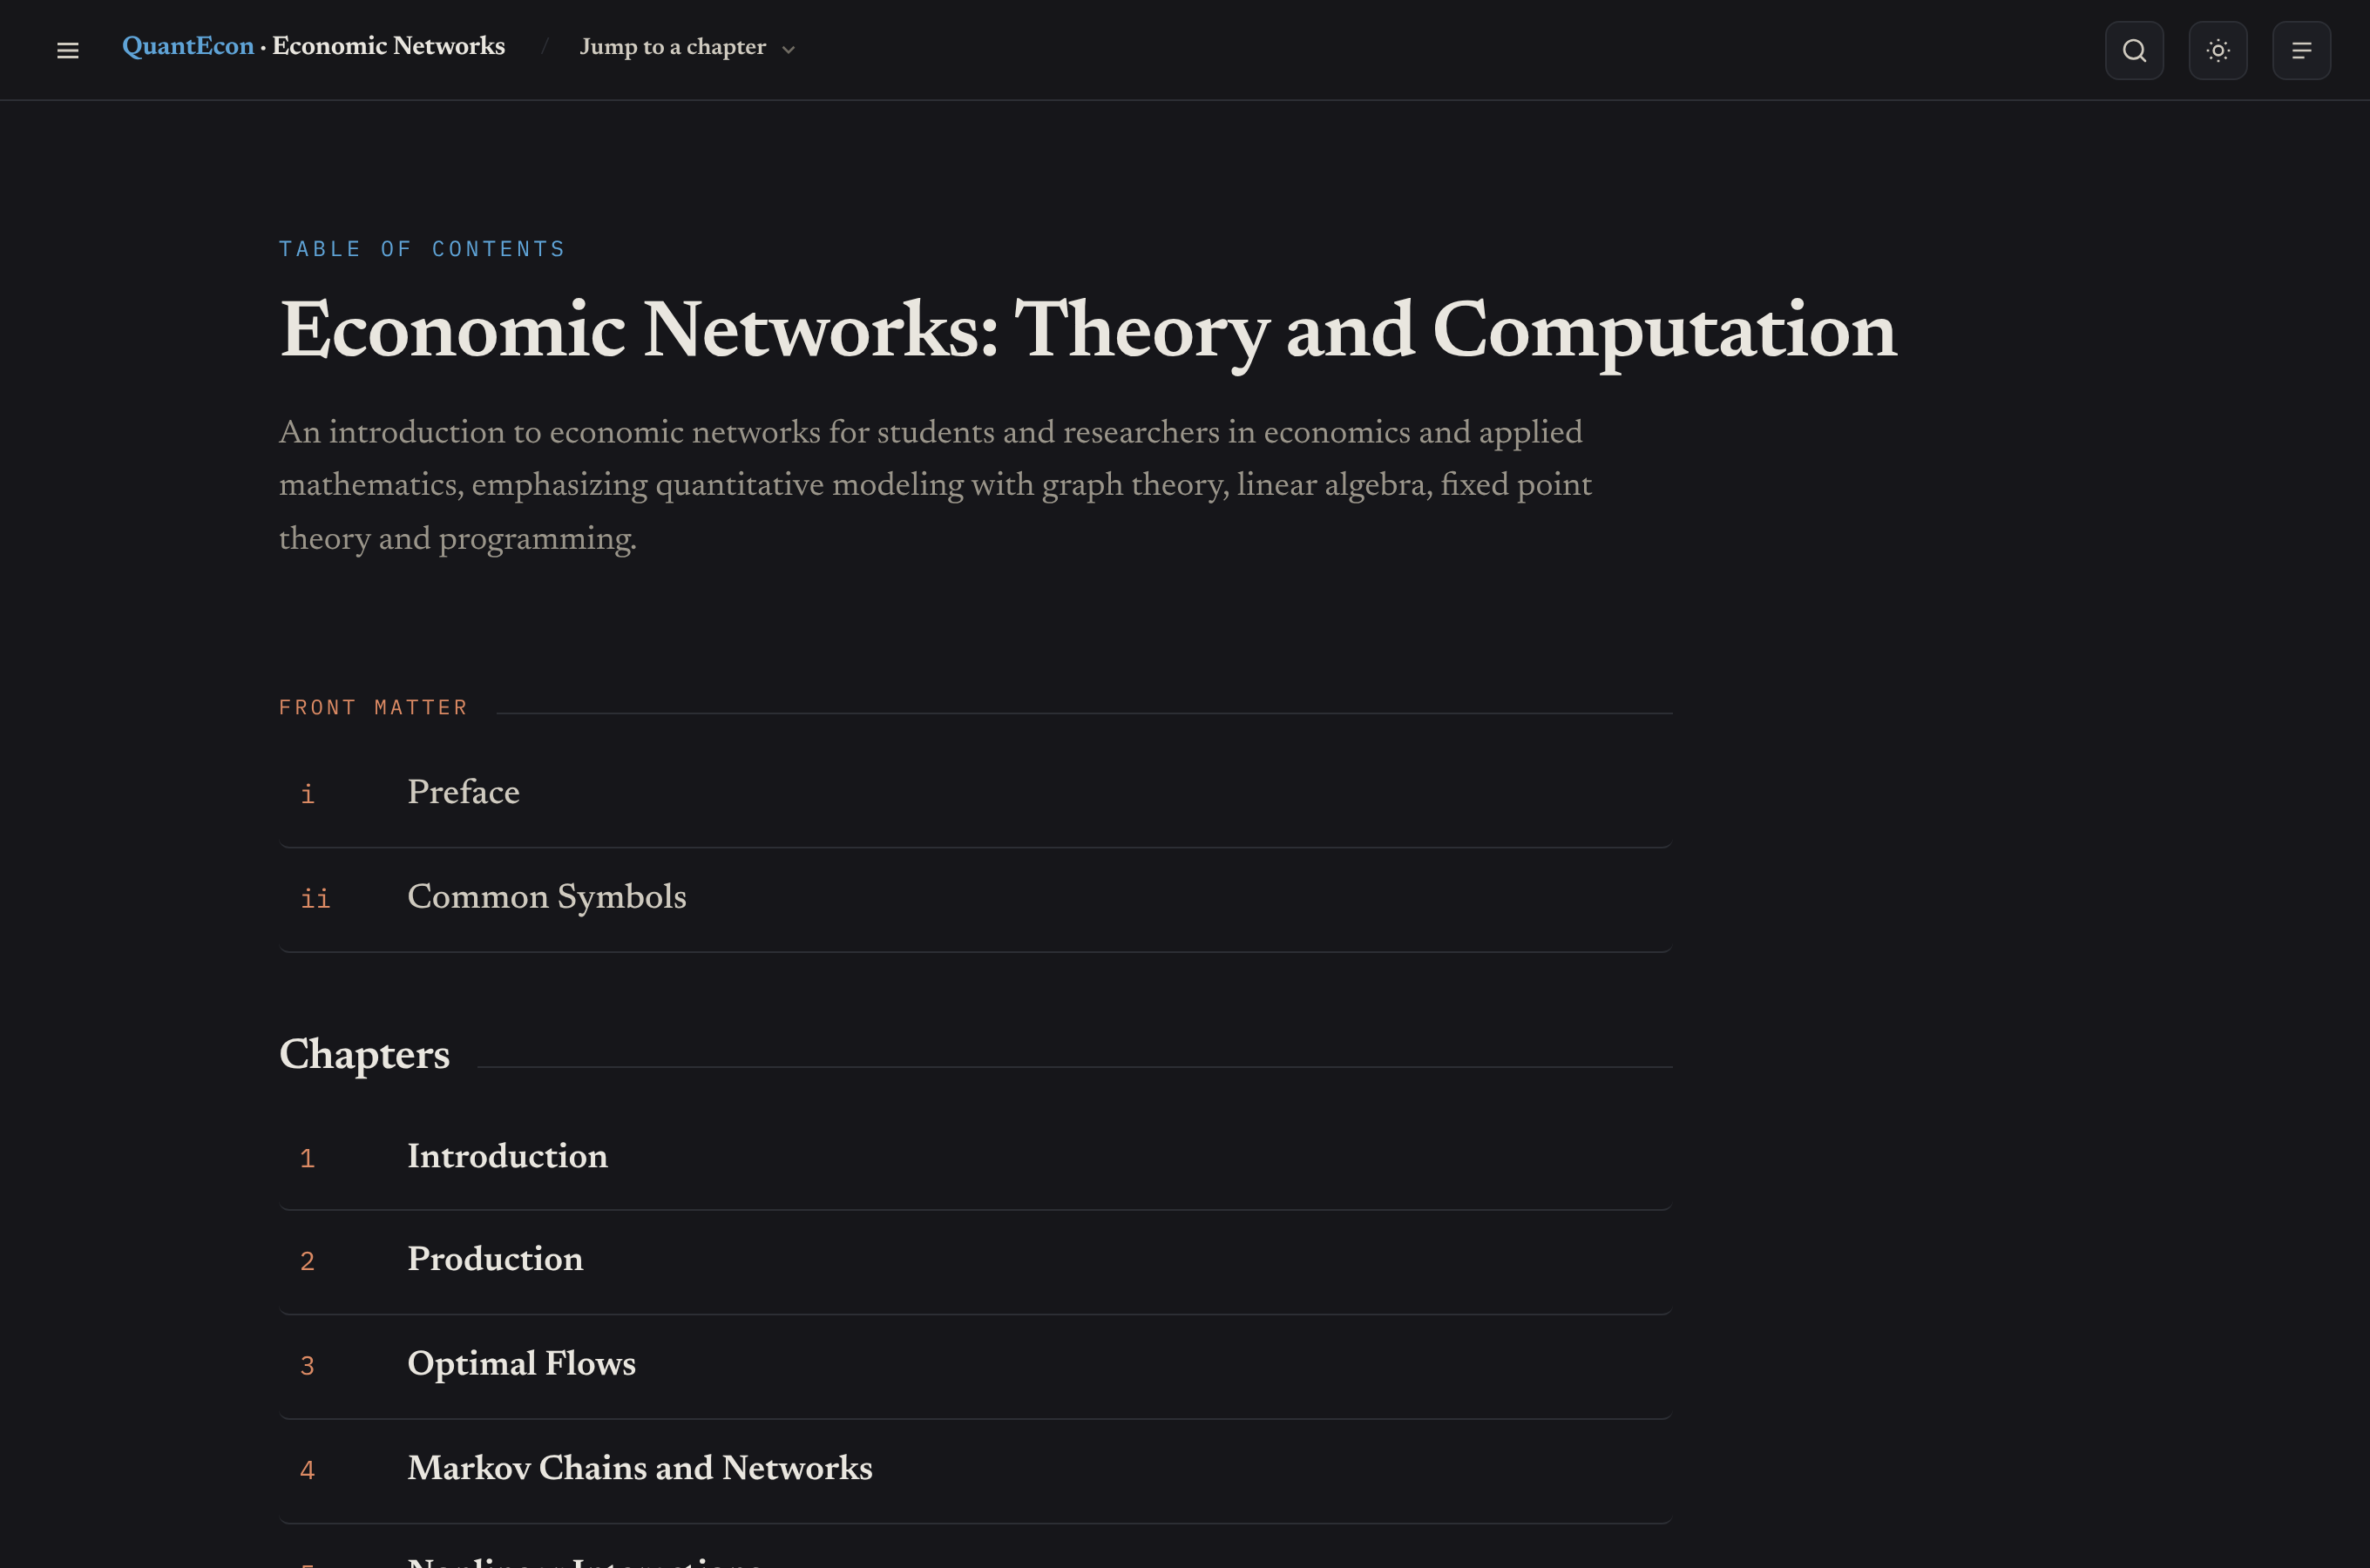 QuantEcon · Economic Networks / Jump to a chapter
TABLE OF CONTENTS
Economic Networks: Theory and Computation
An introduction to economic networks for students and researchers in economics and applied
mathematics, emphasizing quantitative modeling with graph theory, linear algebra, fixed point
theory and programming.
FRONT MATTER
i Preface
ii Common Symbols
Chapters
1 Introduction
2 Production
3 Optimal Flows
4 Markov Chains and Networks